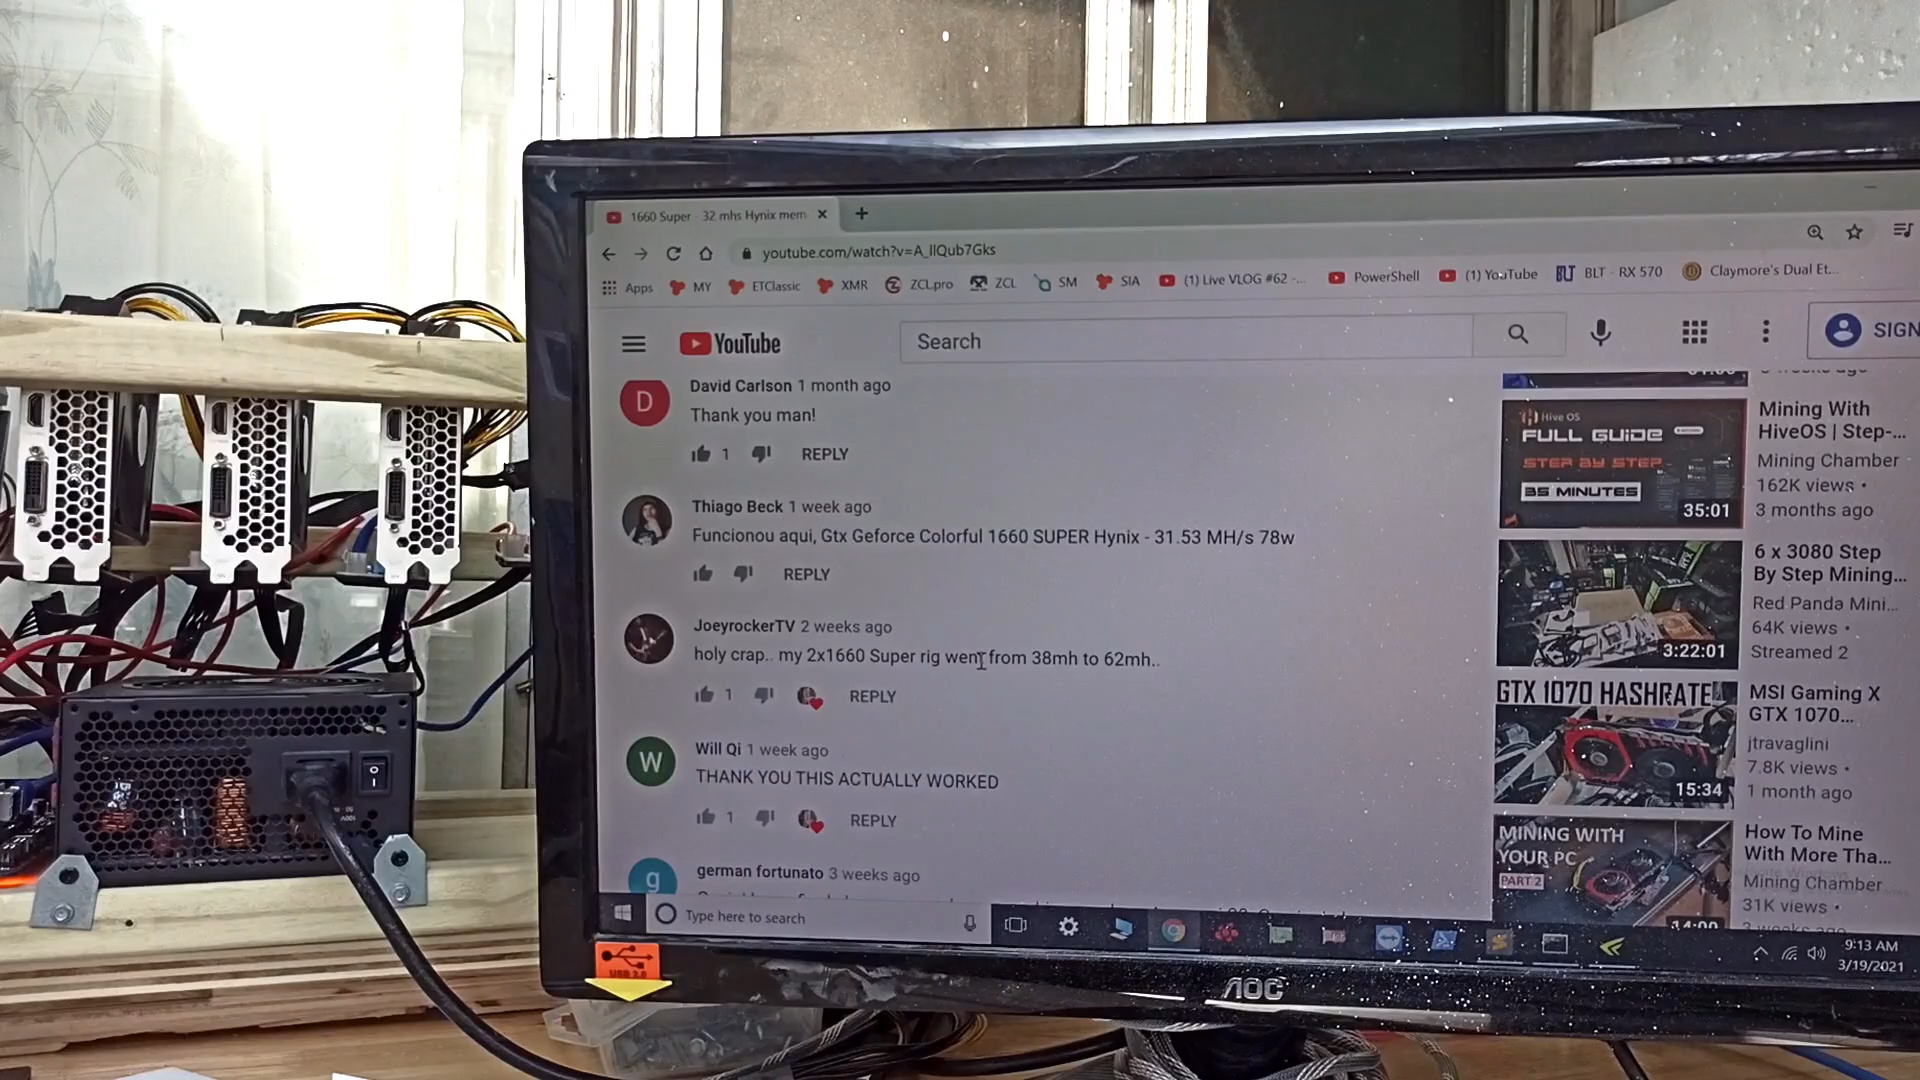 1660 Super - 32 mhs Hynix mem
youtube.com/watch?v=A_IlQub7Gks
Apps MY ETClassic XMR ZCLpro ZCL SM SIA (1) Live VLOG #62 -... PowerShell (1) YouTube BLT - RX 570 Claymore's Dual Et...
YouTube
Search
SIGN
David Carlson 1 month ago
Thank you man!
1 REPLY
Thiago Beck 1 week ago
Funcionou aqui, Gtx Geforce Colorful 1660 SUPER Hynix - 31.53 MH/s 78w
REPLY
JoeyrockerTV 2 weeks ago
holy crap.. my 2x1660 Super rig went from 38mh to 62mh..
1 REPLY
Will Qi 1 week ago
THANK YOU THIS ACTUALLY WORKED
1 REPLY
german fortunato 3 weeks ago
Hive OS
FULL GUIDE
STEP BY STEP
35 MINUTES
35:01
Mining With
HiveOS | Step-...
Mining Chamber
162K views •
3 months ago
3:22:01
6 x 3080 Step
By Step Mining...
Red Panda Mini...
64K views •
Streamed 2
GTX 1070 HASHRATE
15:34
MSI Gaming X
GTX 1070...
jtravaglini
7.8K views •
1 month ago
MINING WITH
YOUR PC
PART 2
14:00
How To Mine
With More Tha...
Mining Chamber
31K views •
Type here to search
9:13 AM
3/19/2021
USB 2.0
AOC